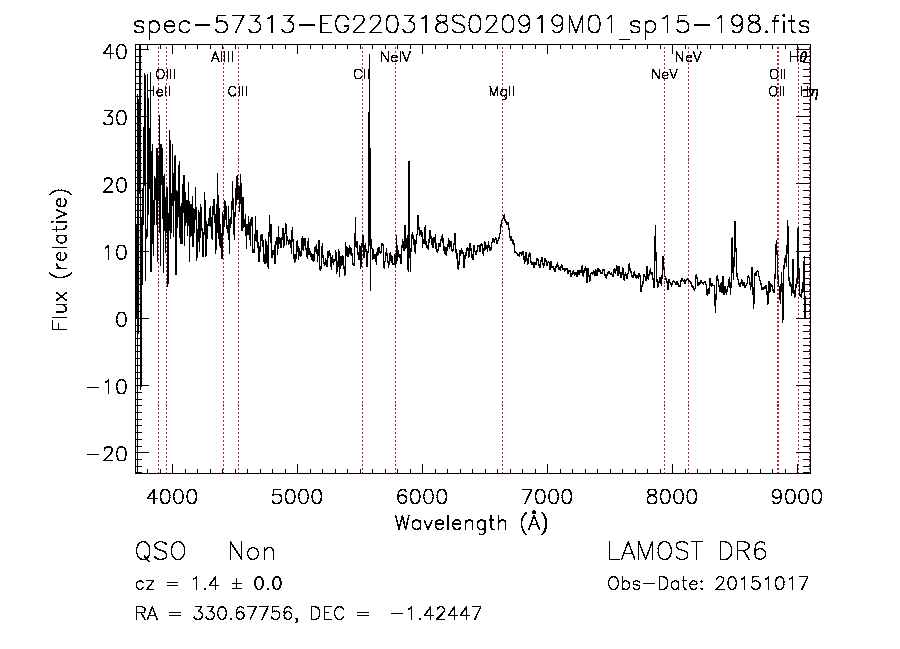 spec-57313-EG220318S020919M01_sp15-198.fits
40
30
20
10
0
-10
-20
Flux (relative)
AlIII NeIV NeV Hθ
OIII CII NeV OII
HeII CIII MgII OII Hη
4000 5000 6000 7000 8000 9000
Wavelength (Å)
QSO Non LAMOST DR6
cz = 1.4 ± 0.0 Obs-Date: 20151017
RA = 330.67756, DEC = -1.42447